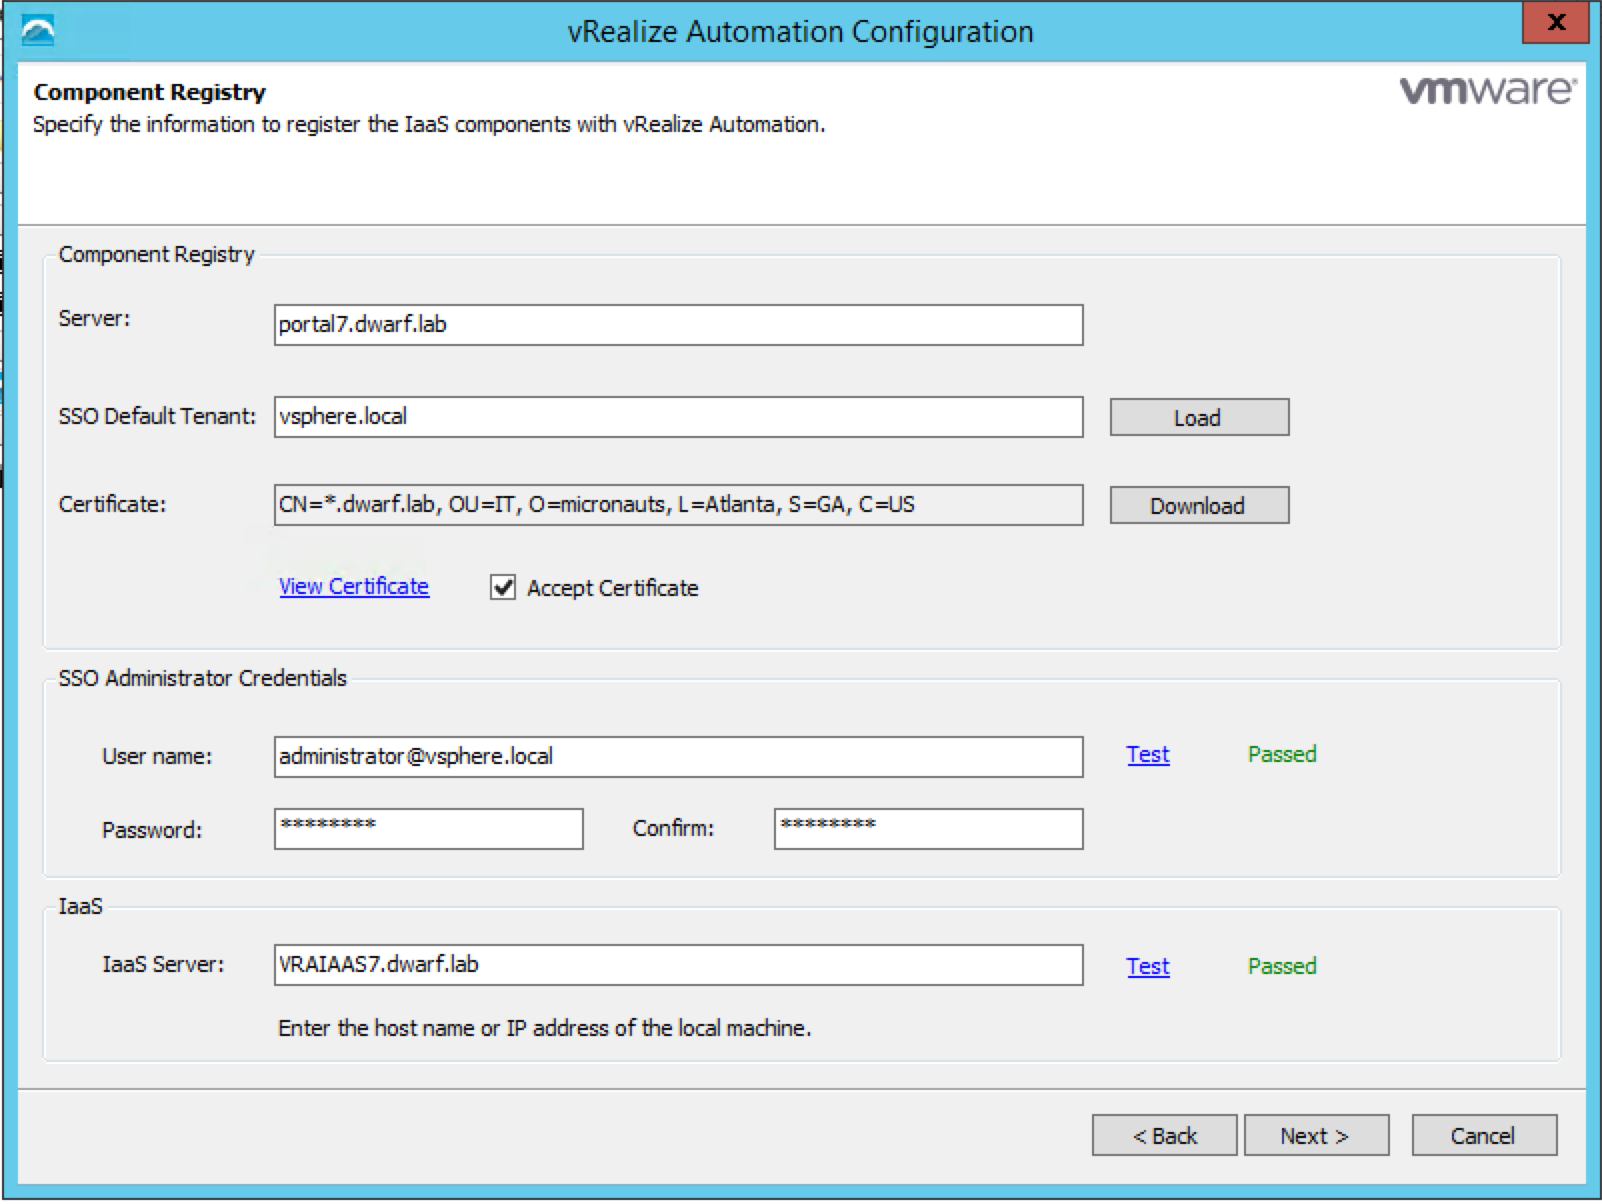 vRealize Automation Configuration
X
Component Registry
vmware®
Specify the information to register the IaaS components with vRealize Automation.
Component Registry
Server: portal7.dwarf.lab
SSO Default Tenant: vsphere.local Load
Certificate: CN=*.dwarf.lab, OU=IT, O=micronauts, L=Atlanta, S=GA, C=US Download
View Certificate Accept Certificate
SSO Administrator Credentials
User name: administrator@vsphere.local Test Passed
Password: ******** Confirm: ********
IaaS
IaaS Server: VRAIAAS7.dwarf.lab Test Passed
Enter the host name or IP address of the local machine.
< Back Next > Cancel